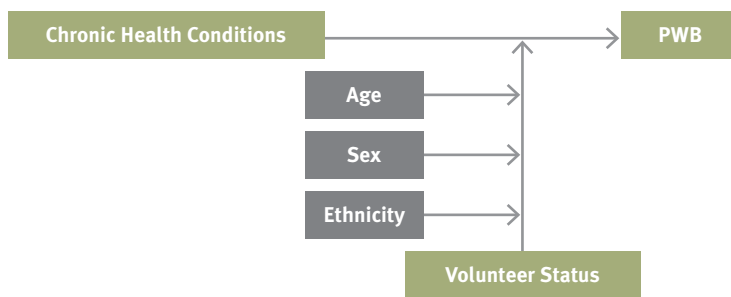 Chronic Health Conditions
PWB
Age
Sex
Ethnicity
Volunteer Status